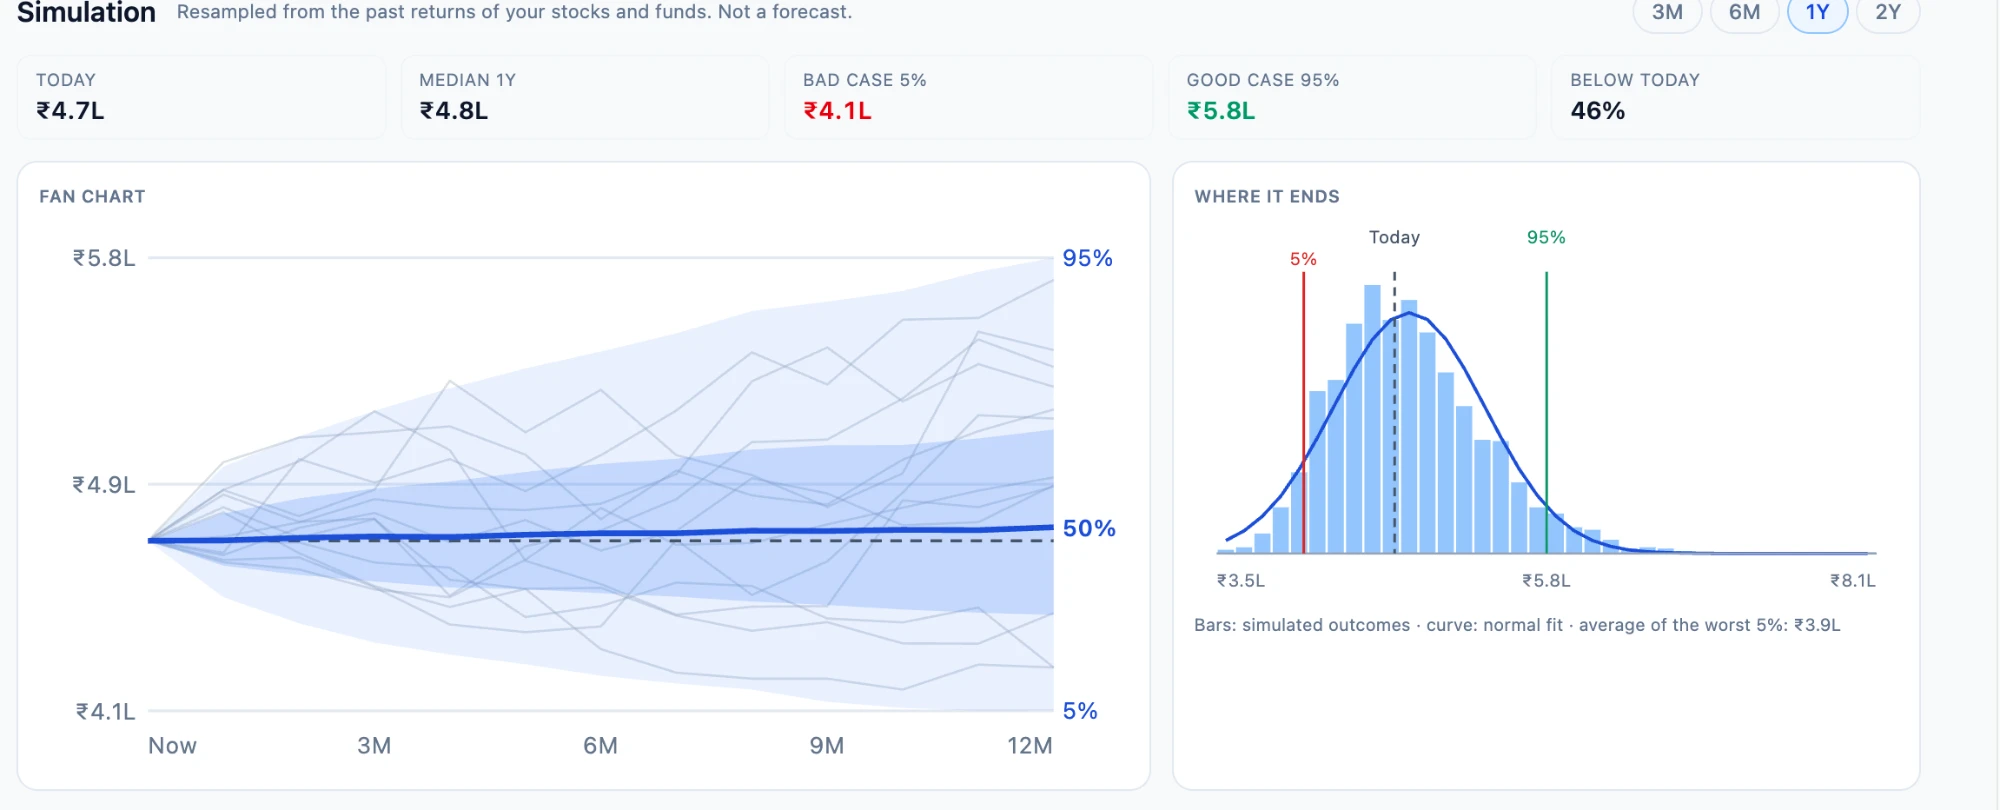 Simulation Resampled from the past returns of your stocks and funds. Not a forecast. 3M 6M 1Y 2Y
TODAY
₹4.7L
MEDIAN 1Y
₹4.8L
BAD CASE 5%
₹4.1L
GOOD CASE 95%
₹5.8L
BELOW TODAY
46%
FAN CHART
₹5.8L
95%
₹4.9L
50%
₹4.1L
5%
Now 3M 6M 9M 12M
WHERE IT ENDS
Today 95%
5%
₹3.5L ₹5.8L ₹8.1L
Bars: simulated outcomes · curve: normal fit · average of the worst 5%: ₹3.9L